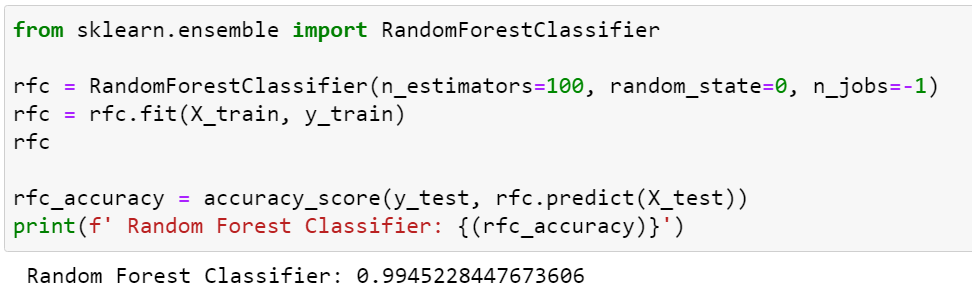 from sklearn.ensemble import RandomForestClassifier
rfc = RandomForestClassifier(n_estimators=100, random_state=0, n_jobs=-1)
rfc = rfc.fit(X_train, y_train)
rfc
rfc_accuracy = accuracy_score(y_test, rfc.predict(X_test))
print(f' Random Forest Classifier: {(rfc_accuracy)}')
Random Forest Classifier: 0.9945228447673606